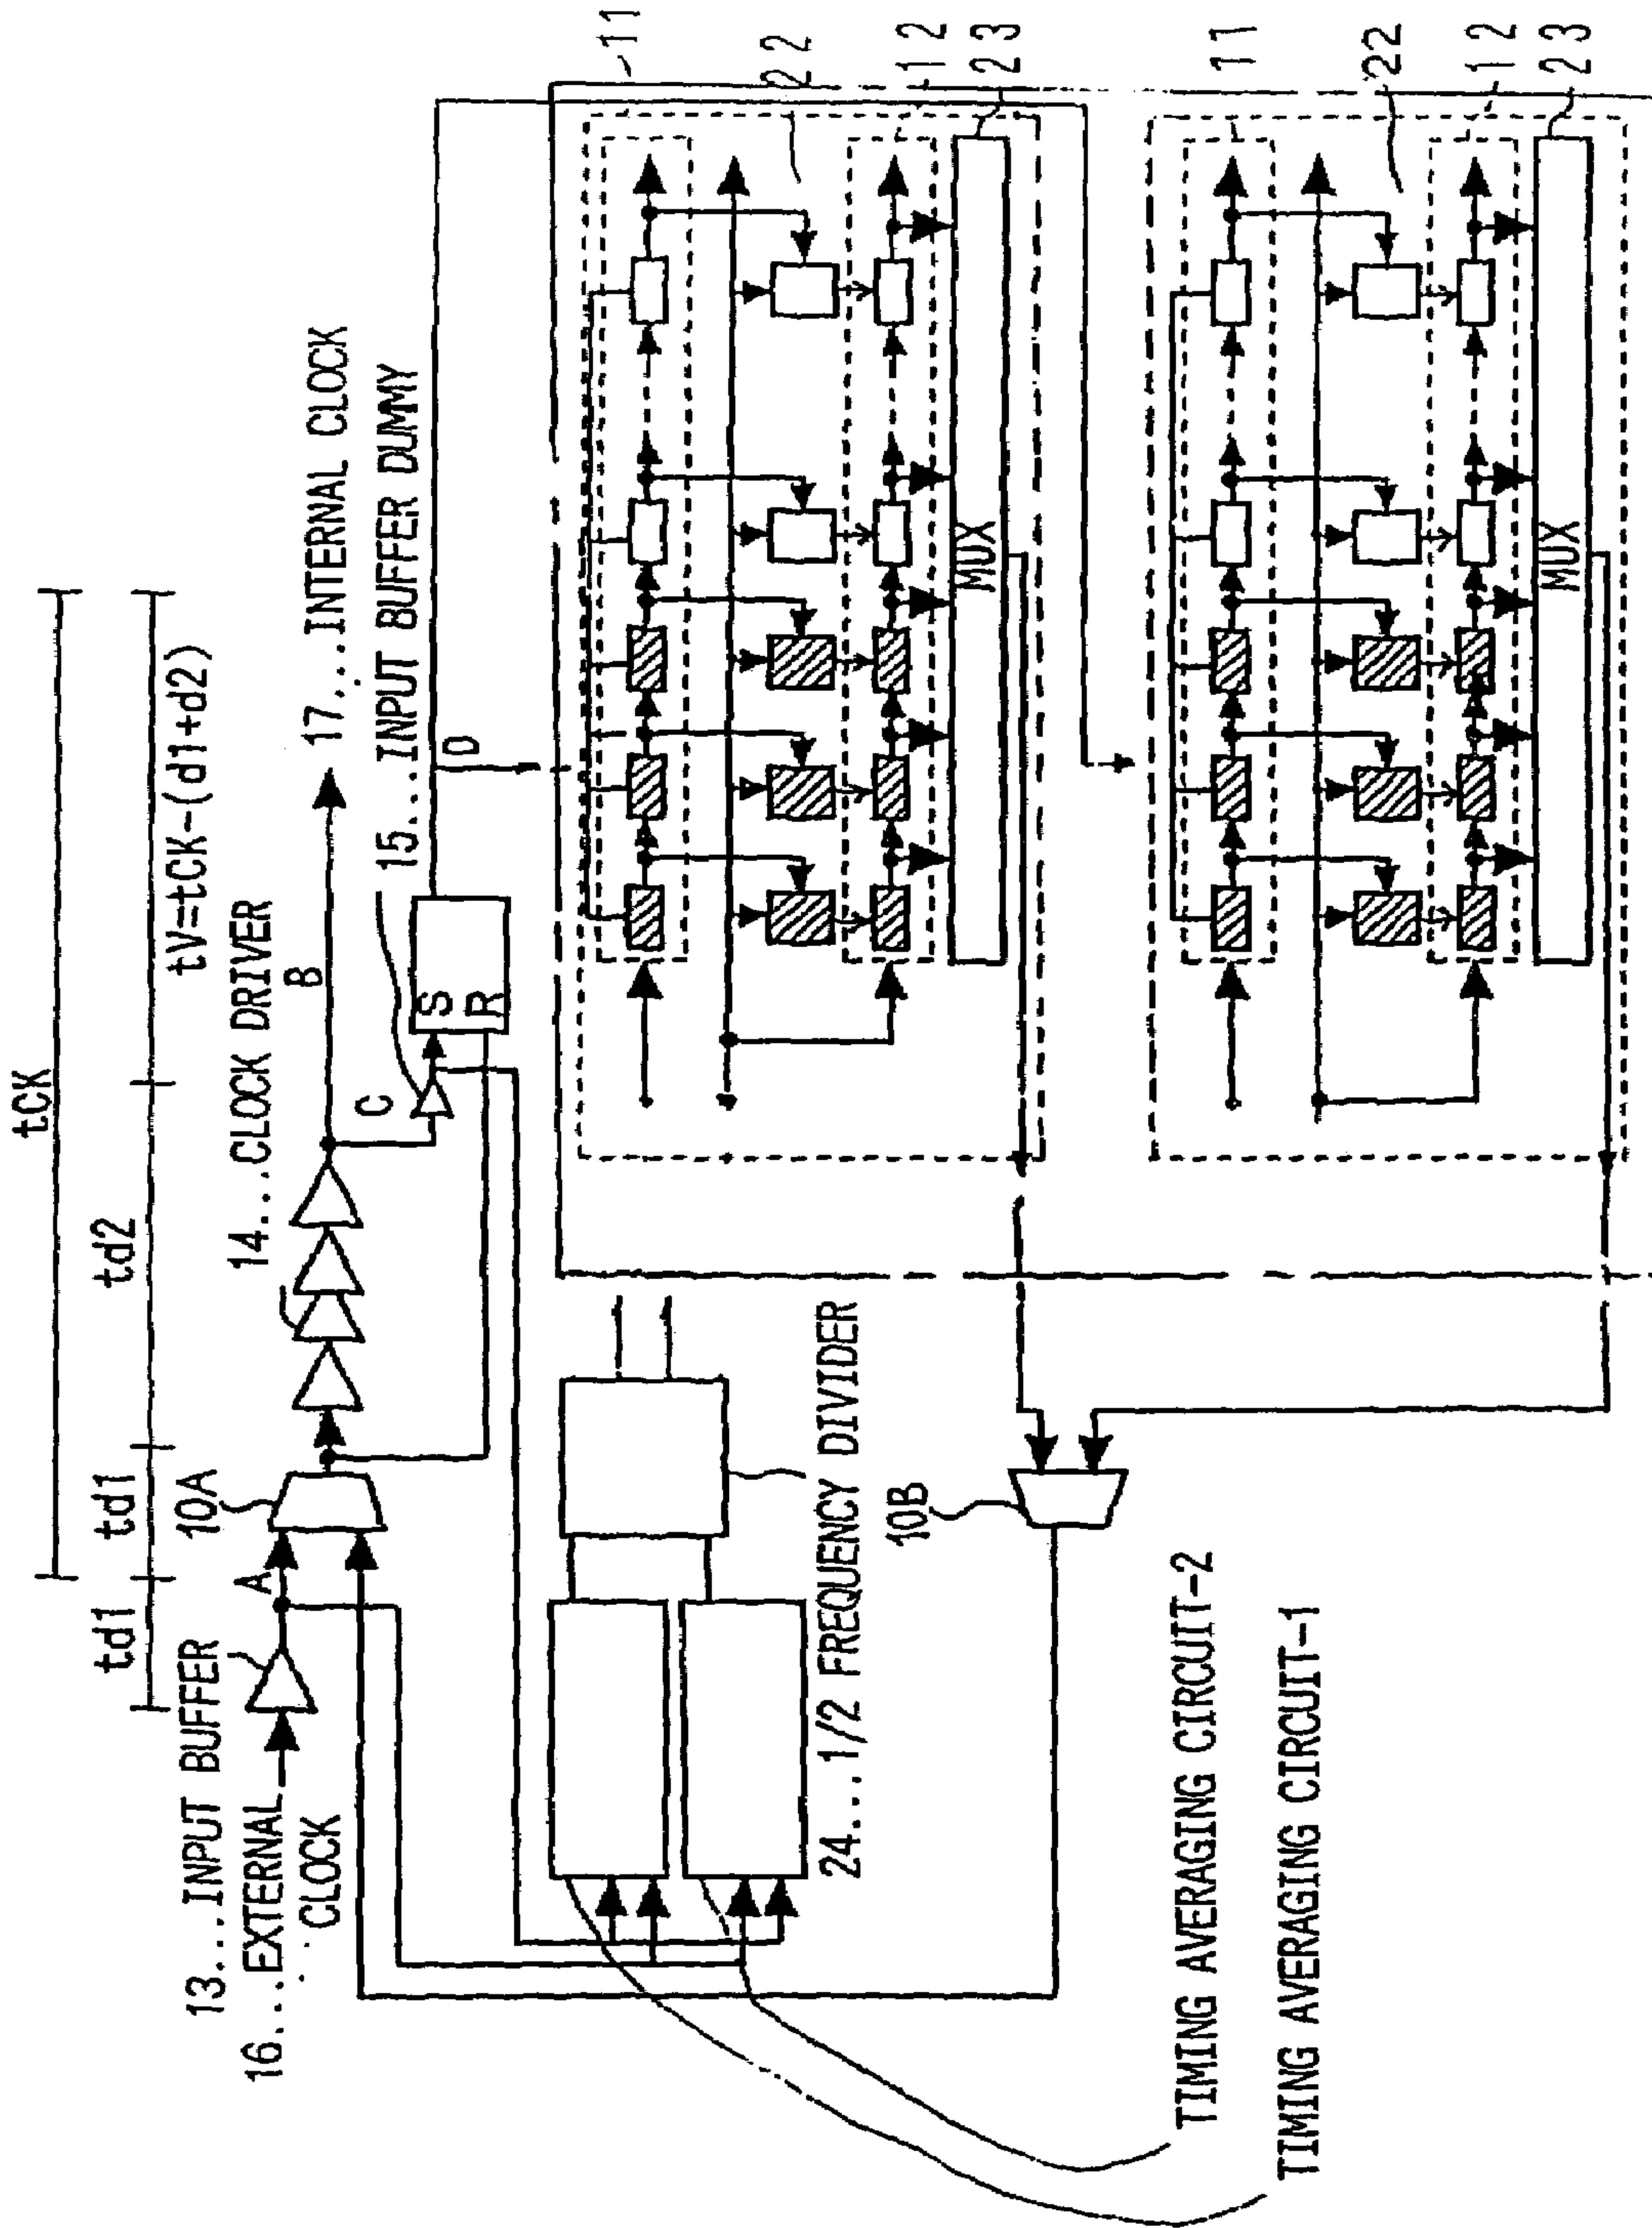 tCK
td1
td1
td2
tV=tCK-(d1+d2)
13...INPUT BUFFER
10A
14...CLOCK DRIVER
B
17...INTERNAL CLOCK
16...EXTERNAL
CLOCK
A
C
15...INPUT BUFFER DUMMY
S
R
D
11
22
12
23
MUX
24...1/2 FREQUENCY DIVIDER
10B
11
22
12
23
MUX
TIMING AVERAGING CIRCUIT-2
TIMING AVERAGING CIRCUIT-1